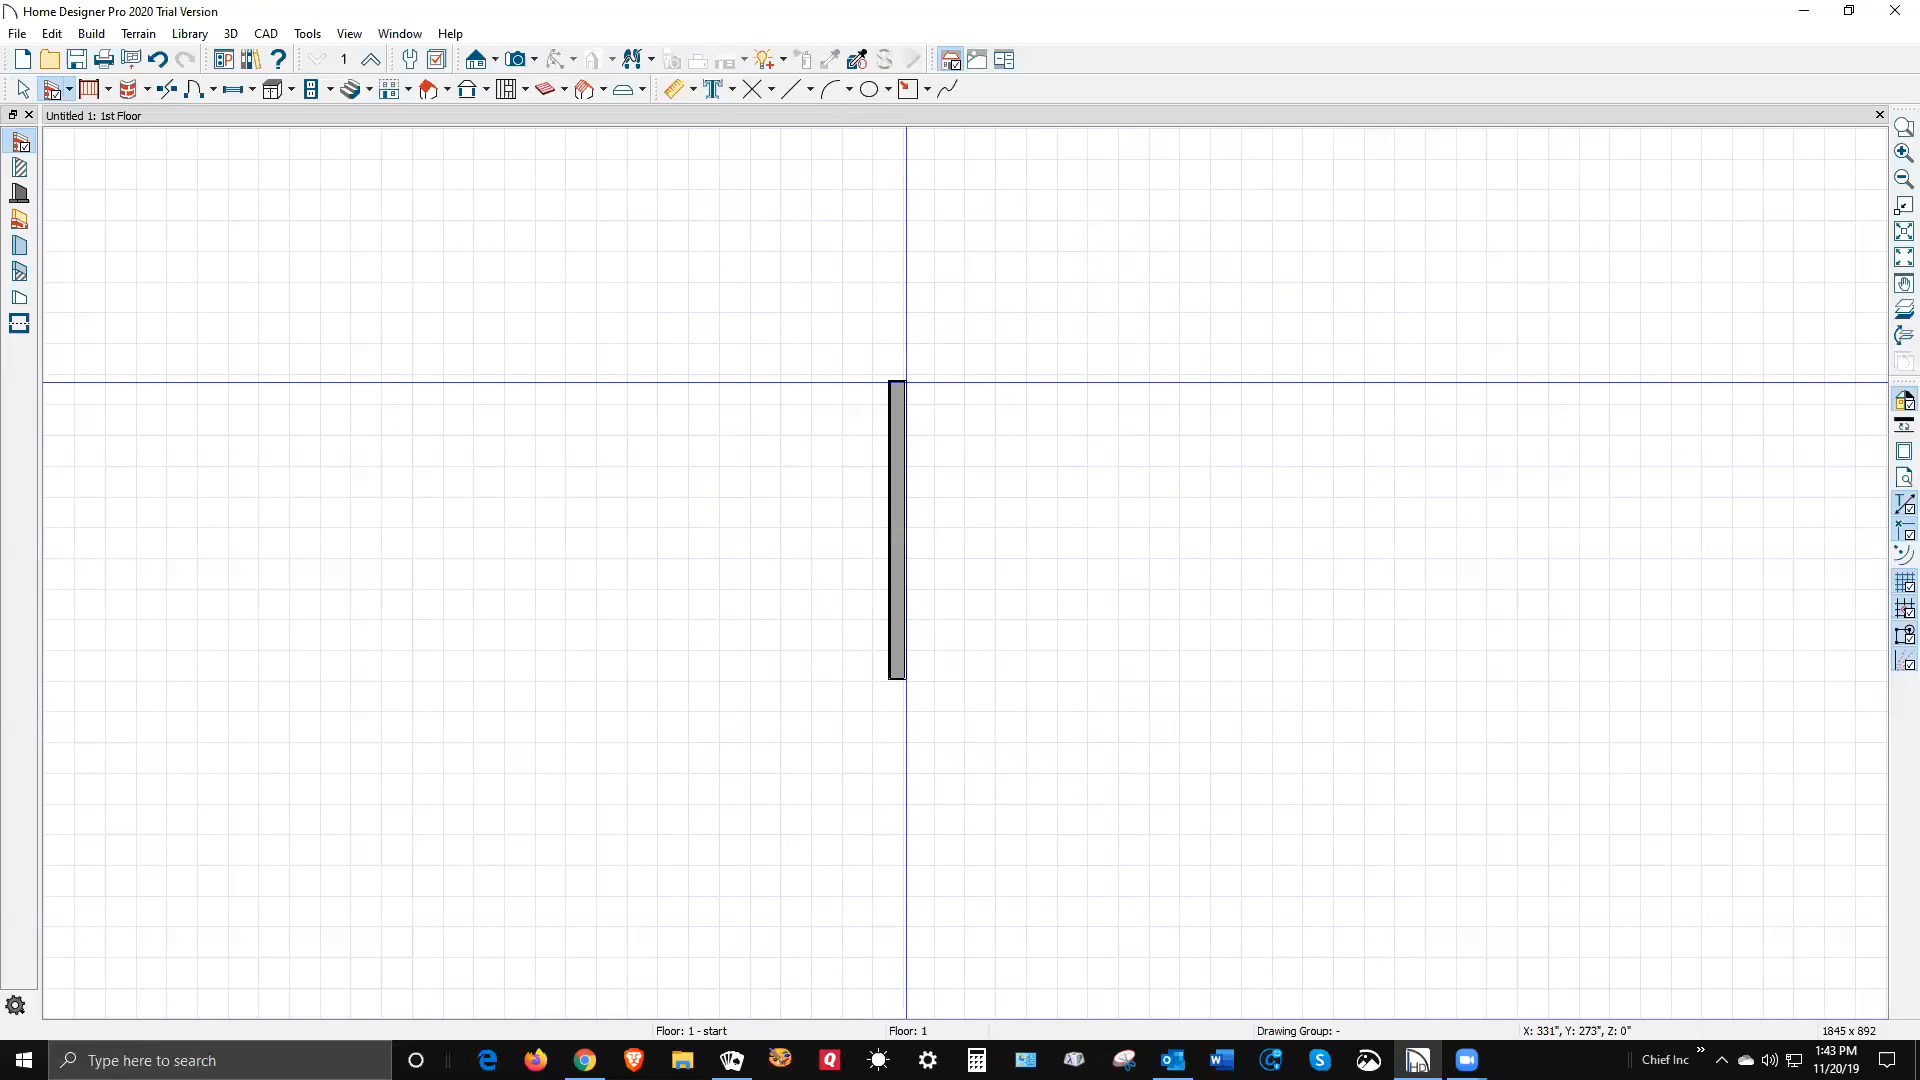 Home Designer Pro 2020 Trial Version
File Edit Build Terrain Library 3D CAD Tools View Window Help
1
Untitled 1: 1st Floor
Floor: 1 - start
Floor: 1
Drawing Group: -
X: 331", Y: 273", Z: 0"
1845 x 892
Type here to search
Chief Inc
1:43 PM
11/20/19